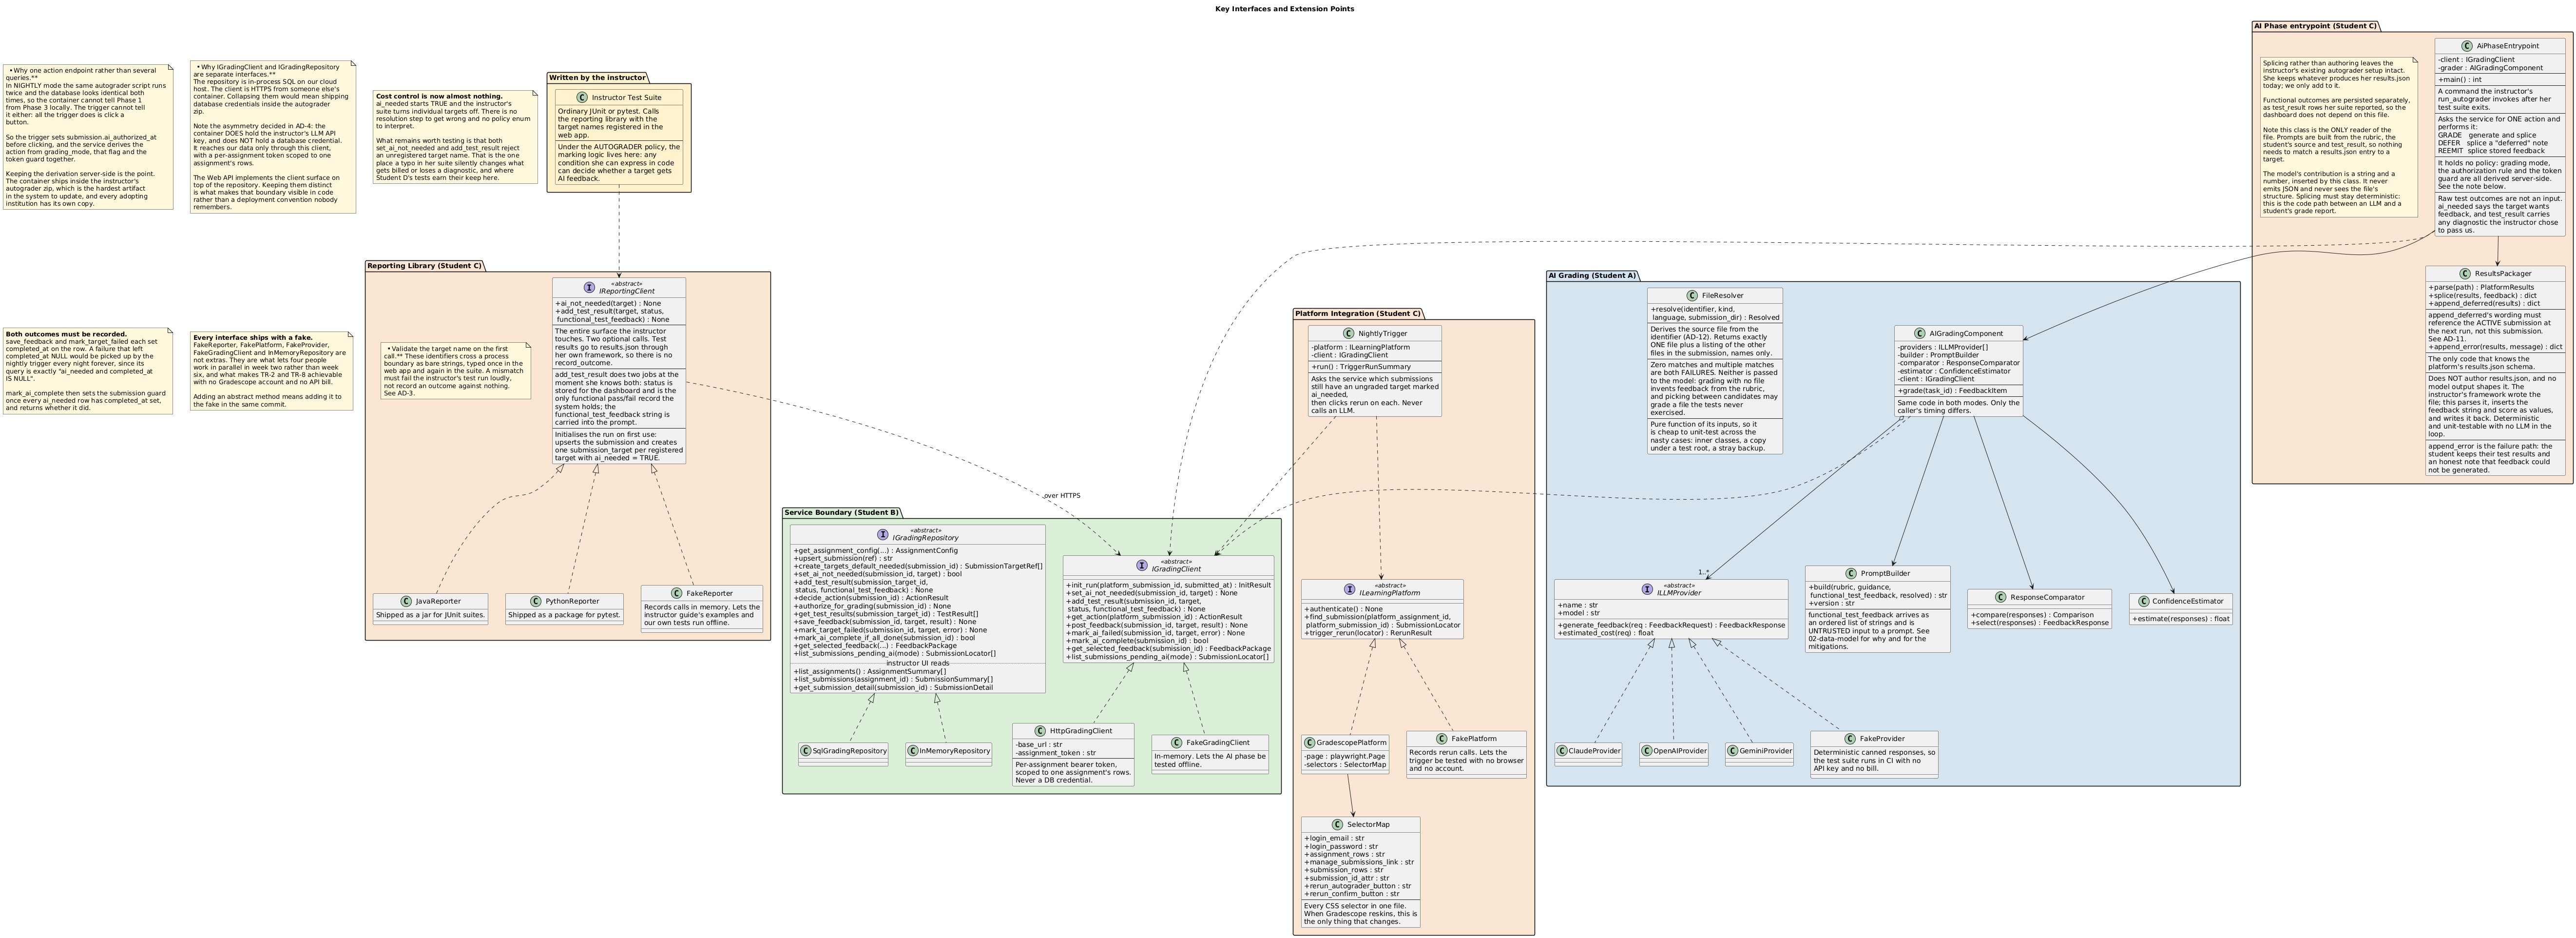 Key Interfaces and Extension Points
• Why one action endpoint rather than several
queries.**
In NIGHTLY mode the same autograder script runs
twice and the database looks identical both
times, so the container cannot tell Phase 1
from Phase 3 locally. The trigger cannot tell
it either: all the trigger does is click a
button.
So the trigger sets submission.ai_authorized_at
before clicking, and the service derives the
action from grading_mode, that flag and the
token guard together.
Keeping the derivation server-side is the point.
The container ships inside the instructor's
autograder zip, which is the hardest artifact
in the system to update, and every adopting
institution has its own copy.
• Why IGradingClient and IGradingRepository
are separate interfaces.**
The repository is in-process SQL on our cloud
host. The client is HTTPS from someone else's
container. Collapsing them would mean shipping
database credentials inside the autograder
zip.
Note the asymmetry decided in AD-4: the
container DOES hold the instructor's LLM API
key, and does NOT hold a database credential.
It reaches our data only through this client,
with a per-assignment token scoped to one
assignment's rows.
The Web API implements the client surface on
top of the repository. Keeping them distinct
is what makes that boundary visible in code
rather than a deployment convention nobody
remembers.
Cost control is now almost nothing.
ai_needed starts TRUE and the instructor's
suite turns individual targets off. There is no
resolution step to get wrong and no policy enum
to interpret.
What remains worth testing is that both
set_ai_not_needed and add_test_result reject
an unregistered target name. That is the one
place a typo in her suite silently changes what
gets billed or loses a diagnostic, and where
Student D's tests earn their keep here.
Written by the instructor
Instructor Test Suite
Ordinary JUnit or pytest. Calls
the reporting library with the
target names registered in the
web app.
Under the AUTOGRADER policy, the
marking logic lives here: any
condition she can express in code
can decide whether a target gets
AI feedback.
AI Phase entrypoint (Student C)
Splicing rather than authoring leaves the
instructor's existing autograder setup intact.
She keeps whatever produces her results.json
today; we only add to it.
Functional outcomes are persisted separately,
as test_result rows her suite reported, so the
dashboard does not depend on this file.
Note this class is the ONLY reader of the
file. Prompts are built from the rubric, the
student's source and test_result, so nothing
needs to match a results.json entry to a
target.
The model's contribution is a string and a
number, inserted by this class. It never
emits JSON and never sees the file's
structure. Splicing must stay deterministic:
this is the code path between an LLM and a
student's grade report.
AiPhaseEntrypoint
-client : IGradingClient
-grader : AIGradingComponent
+main() : int
A command the instructor's
run_autograder invokes after her
test suite exits.
Asks the service for ONE action and
performs it:
GRADE generate and splice
DEFER splice a "deferred" note
REEMIT splice stored feedback
It holds no policy: grading mode,
the authorization rule and the token
guard are all derived server-side.
See the note below.
Raw test outcomes are not an input.
ai_needed says the target wants
feedback, and test_result carries
any diagnostic the instructor chose
to pass us.
ResultsPackager
+parse(path) : PlatformResults
+splice(results, feedback) : dict
+append_deferred(results) : dict
append_deferred's wording must
reference the ACTIVE submission at
the next run, not this submission.
See AD-11.
+append_error(results, message) : dict
The only code that knows the
platform's results.json schema.
Does NOT author results.json, and no
model output shapes it. The
instructor's framework wrote the
file; this parses it, inserts the
feedback string and score as values,
and writes it back. Deterministic
and unit-testable with no LLM in the
loop.
append_error is the failure path: the
student keeps their test results and
an honest note that feedback could
not be generated.
Both outcomes must be recorded.
save_feedback and mark_target_failed each set
completed_at on the row. A failure that left
completed_at NULL would be picked up by the
nightly trigger every night forever, since its
query is exactly "ai_needed and completed_at
IS NULL".
mark_ai_complete then sets the submission guard
once every ai_needed row has completed_at set,
and returns whether it did.
Every interface ships with a fake.
FakeReporter, FakePlatform, FakeProvider,
FakeGradingClient and InMemoryRepository are
not extras. They are what lets four people
work in parallel in week two rather than week
six, and what makes TR-2 and TR-8 achievable
with no Gradescope account and no API bill.
Adding an abstract method means adding it to
the fake in the same commit.
Reporting Library (Student C)
• Validate the target name on the first
call.** These identifiers cross a process
boundary as bare strings, typed once in the
web app and again in the suite. A mismatch
must fail the instructor's test run loudly,
not record an outcome against nothing.
See AD-3.
«abstract»
IReportingClient
+ai_not_needed(target) : None
+add_test_result(target, status,
functional_test_feedback) : None
The entire surface the instructor
touches. Two optional calls. Test
results go to results.json through
her own framework, so there is no
record_outcome.
add_test_result does two jobs at the
moment she knows both: status is
stored for the dashboard and is the
only functional pass/fail record the
system holds; the
functional_test_feedback string is
carried into the prompt.
Initialises the run on first use:
upserts the submission and creates
one submission_target per registered
target with ai_needed = TRUE.
JavaReporter
Shipped as a jar for JUnit suites.
PythonReporter
Shipped as a package for pytest.
FakeReporter
Records calls in memory. Lets the
instructor guide's examples and
our own tests run offline.
over HTTPS
Service Boundary (Student B)
«abstract»
IGradingRepository
+get_assignment_config(...) : AssignmentConfig
+upsert_submission(ref) : str
+create_targets_default_needed(submission_id) : SubmissionTargetRef[]
+set_ai_not_needed(submission_id, target) : bool
+add_test_result(submission_target_id,
status, functional_test_feedback) : None
+decide_action(submission_id) : ActionResult
+authorize_for_grading(submission_id) : None
+get_test_results(submission_target_id) : TestResult[]
+save_feedback(submission_id, target, result) : None
+mark_target_failed(submission_id, target, error) : None
+mark_ai_complete_if_all_done(submission_id) : bool
+get_selected_feedback(...) : FeedbackPackage
+list_submissions_pending_ai(mode) : SubmissionLocator[]
instructor UI reads
+list_assignments() : AssignmentSummary[]
+list_submissions(assignment_id) : SubmissionSummary[]
+get_submission_detail(submission_id) : SubmissionDetail
«abstract»
IGradingClient
+init_run(platform_submission_id, submitted_at) : InitResult
+set_ai_not_needed(submission_id, target) : None
+add_test_result(submission_id, target,
status, functional_test_feedback) : None
+get_action(platform_submission_id) : ActionResult
+post_feedback(submission_id, target, result) : None
+mark_ai_failed(submission_id, target, error) : None
+mark_ai_complete(submission_id) : bool
+get_selected_feedback(submission_id) : FeedbackPackage
+list_submissions_pending_ai(mode) : SubmissionLocator[]
SqlGradingRepository
InMemoryRepository
HttpGradingClient
-base_url : str
-assignment_token : str
Per-assignment bearer token,
scoped to one assignment's rows.
Never a DB credential.
FakeGradingClient
In-memory. Lets the AI phase be
tested offline.
Platform Integration (Student C)
NightlyTrigger
-platform : ILearningPlatform
-client : IGradingClient
+run() : TriggerRunSummary
Asks the service which submissions
still have an ungraded target marked
ai_needed,
then clicks rerun on each. Never
calls an LLM.
«abstract»
ILearningPlatform
+authenticate() : None
+find_submission(platform_assignment_id,
platform_submission_id) : SubmissionLocator
+trigger_rerun(locator) : RerunResult
GradescopePlatform
-page : playwright.Page
-selectors : SelectorMap
FakePlatform
Records rerun calls. Lets the
trigger be tested with no browser
and no account.
SelectorMap
+login_email : str
+login_password : str
+assignment_rows : str
+manage_submissions_link : str
+submission_rows : str
+submission_id_attr : str
+rerun_autograder_button : str
+rerun_confirm_button : str
Every CSS selector in one file.
When Gradescope reskins, this is
the only thing that changes.
AI Grading (Student A)
FileResolver
+resolve(identifier, kind,
language, submission_dir) : Resolved
Derives the source file from the
identifier (AD-12). Returns exactly
ONE file plus a listing of the other
files in the submission, names only.
Zero matches and multiple matches
are both FAILURES. Neither is passed
to the model: grading with no file
invents feedback from the rubric,
and picking between candidates may
grade a file the tests never
exercised.
Pure function of its inputs, so it
is cheap to unit-test across the
nasty cases: inner classes, a copy
under a test root, a stray backup.
AIGradingComponent
-providers : ILLMProvider[]
-builder : PromptBuilder
-comparator : ResponseComparator
-estimator : ConfidenceEstimator
-client : IGradingClient
+grade(task_id) : FeedbackItem
Same code in both modes. Only the
caller's timing differs.
1..*
«abstract»
ILLMProvider
+name : str
+model : str
+generate_feedback(req : FeedbackRequest) : FeedbackResponse
+estimated_cost(req) : float
PromptBuilder
+build(rubric, guidance,
functional_test_feedback, resolved) : str
+version : str
functional_test_feedback arrives as
an ordered list of strings and is
UNTRUSTED input to a prompt. See
02-data-model for why and for the
mitigations.
ResponseComparator
+compare(responses) : Comparison
+select(responses) : FeedbackResponse
ConfidenceEstimator
+estimate(responses) : float
ClaudeProvider
OpenAIProvider
GeminiProvider
FakeProvider
Deterministic canned responses, so
the test suite runs in CI with no
API key and no bill.